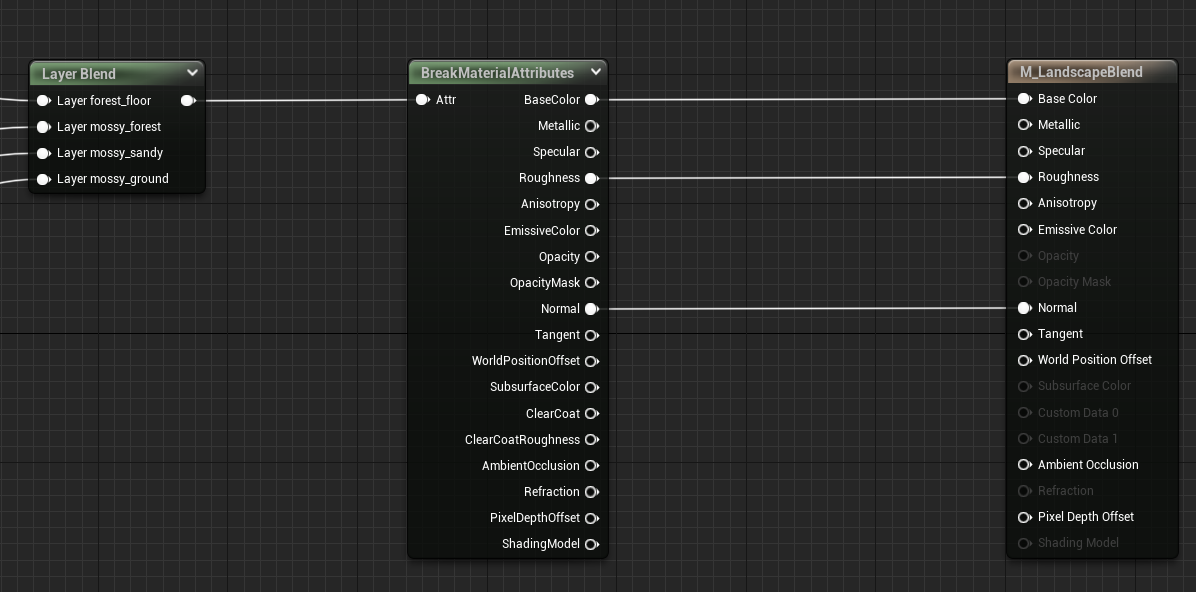 Layer Blend
Layer forest_floor
Layer mossy_forest
Layer mossy_sandy
Layer mossy_ground
BreakMaterialAttributes
Attr
BaseColor
Metallic
Specular
Roughness
Anisotropy
EmissiveColor
Opacity
OpacityMask
Normal
Tangent
WorldPositionOffset
SubsurfaceColor
ClearCoat
ClearCoatRoughness
AmbientOcclusion
Refraction
PixelDepthOffset
ShadingModel
M_LandscapeBlend
Base Color
Metallic
Specular
Roughness
Anisotropy
Emissive Color
Opacity
Opacity Mask
Normal
Tangent
World Position Offset
Subsurface Color
Custom Data 0
Custom Data 1
Ambient Occlusion
Refraction
Pixel Depth Offset
Shading Model